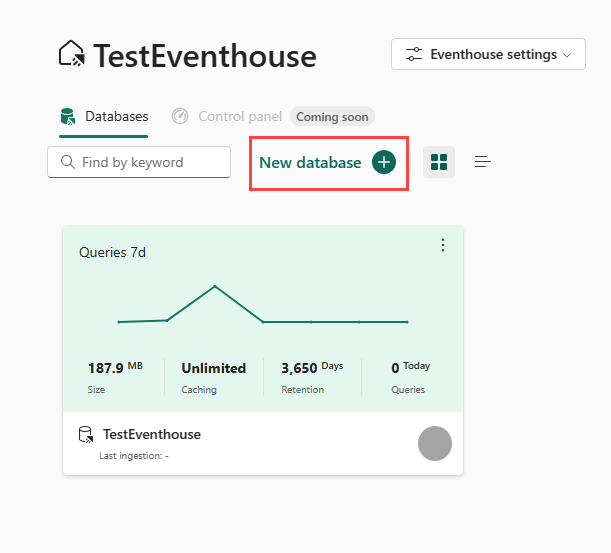 TestEventhouse
Eventhouse settings
Databases Control panel Coming soon
Find by keyword New database
Queries 7d
187.9 MB Unlimited 3,650 Days 0 Today
Size Caching Retention Queries
TestEventhouse
Last ingestion: -